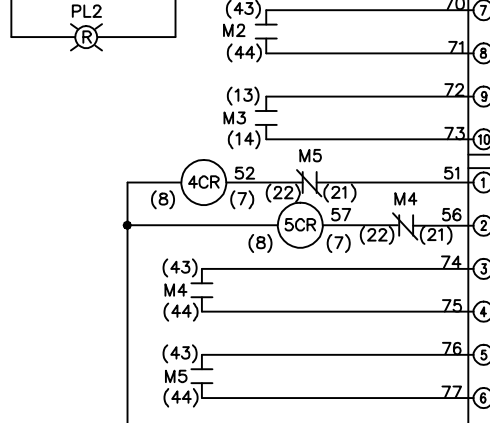 PL2
R
(43) 70 7
M2
(44) 71 8
(13) 72 9
M3
(14) 73 10
M5
4CR 52 51 1
(8) (7) (22) (21)
M4
5CR 57 56 2
(8) (7) (22) (21)
(43) 74 3
M4
(44) 75 4
(43) 76 5
M5
(44) 77 6